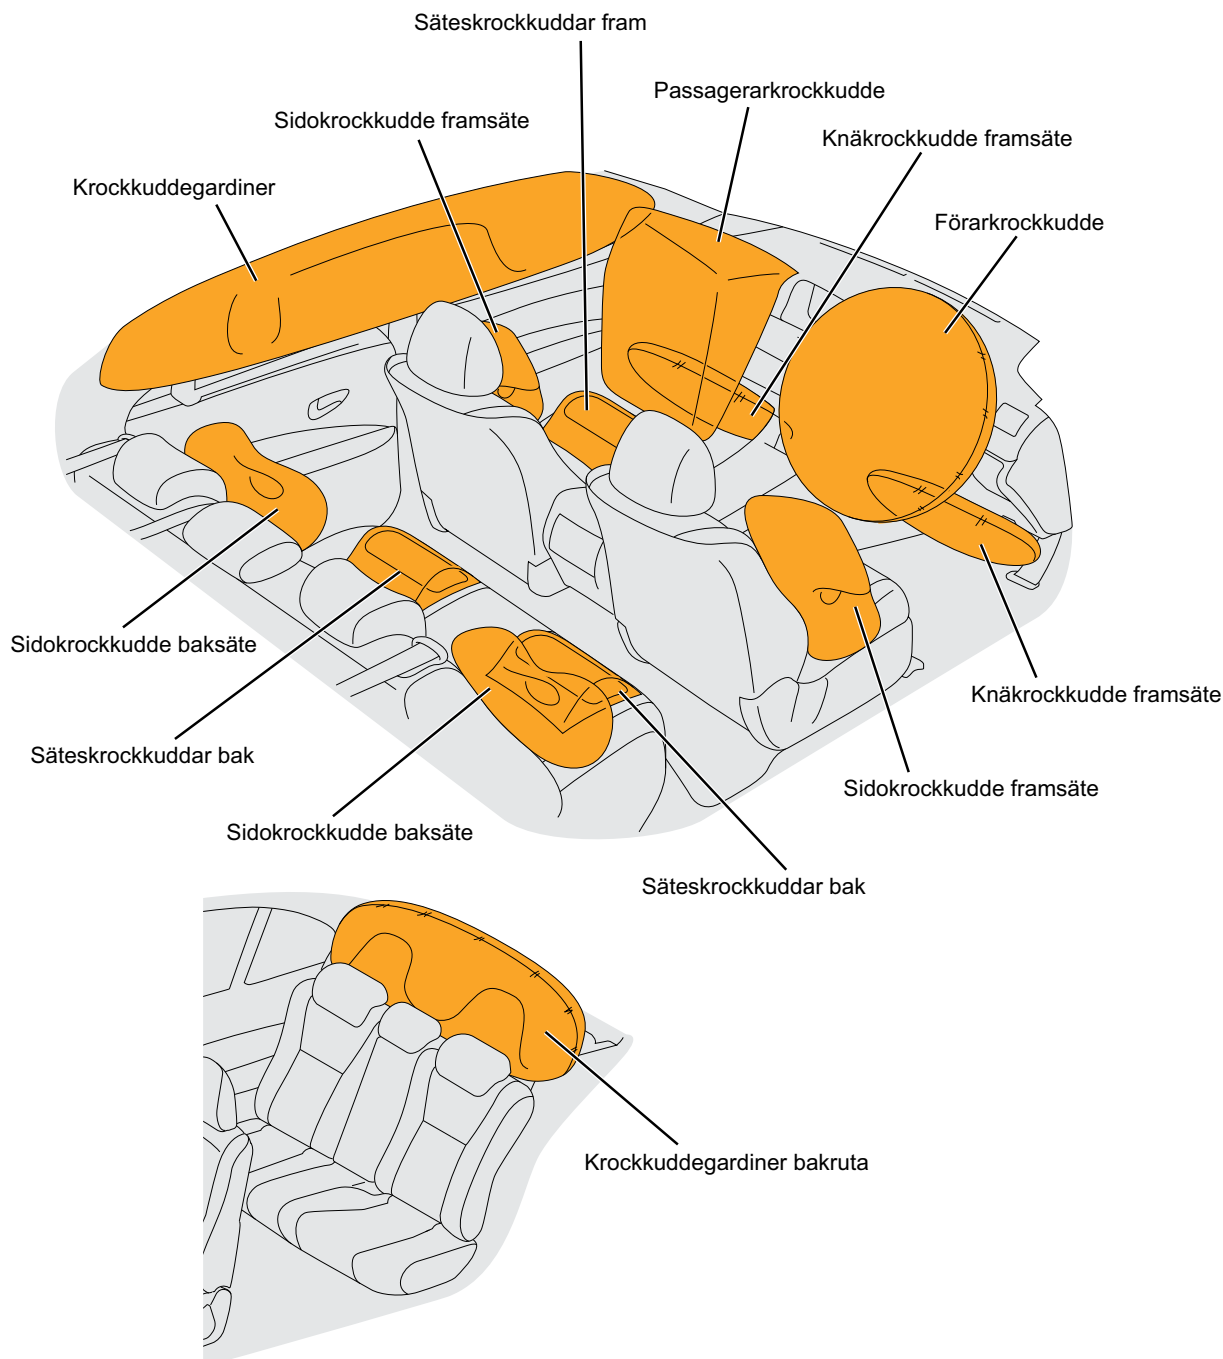 Säteskrockkuddar fram
Passagerarkrockkudde
Sidokrockkudde framsäte
Knäkrockkudde framsäte
Krockkuddegardiner
Förarkrockkudde
Sidokrockkudde baksäte
Knäkrockkudde framsäte
Säteskrockkuddar bak
Sidokrockkudde framsäte
Sidokrockkudde baksäte
Säteskrockkuddar bak
Krockkuddegardiner bakruta